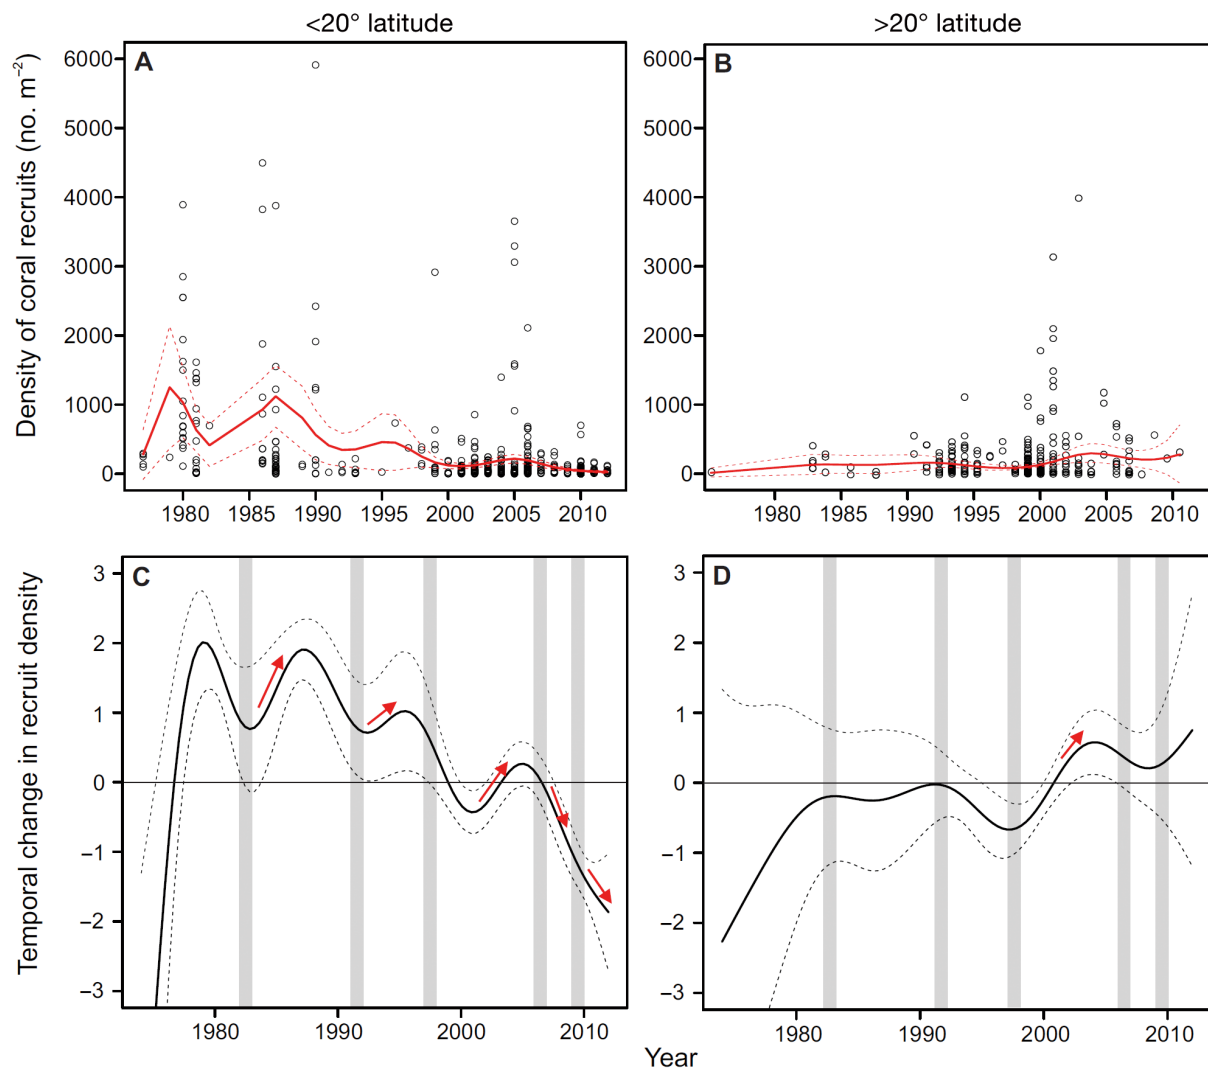 <20° latitude
>20° latitude
Density of coral recruits (no. m⁻²)
A
6000
5000
4000
3000
2000
1000
0
1980 1985 1990 1995 2000 2005 2010
B
6000
5000
4000
3000
2000
1000
0
1980 1985 1990 1995 2000 2005 2010
Temporal change in recruit density
C
3
2
1
0
−1
−2
−3
1980 1990 2000 2010
D
3
2
1
0
−1
−2
−3
1980 1990 2000 2010
Year